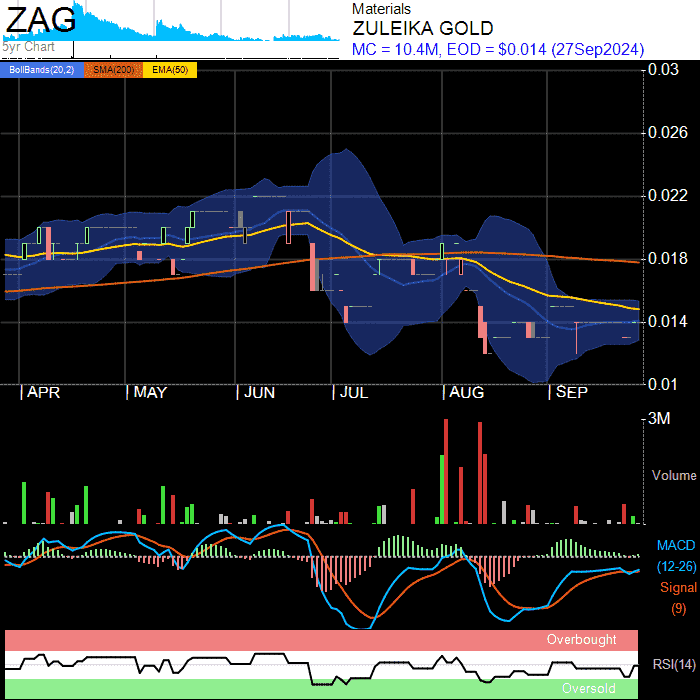 ZAG
5yr Chart
Materials
ZULEIKA GOLD
MC = 10.4M, EOD = $0.014 (27Sep2024)
BollBands(20,2) SMA(200) EMA(50)
0.03
0.026
0.022
0.018
0.014
0.01
APR MAY JUN JUL AUG SEP
3M
Volume
MACD
(12-26)
Signal
(9)
Overbought
RSI(14)
Oversold